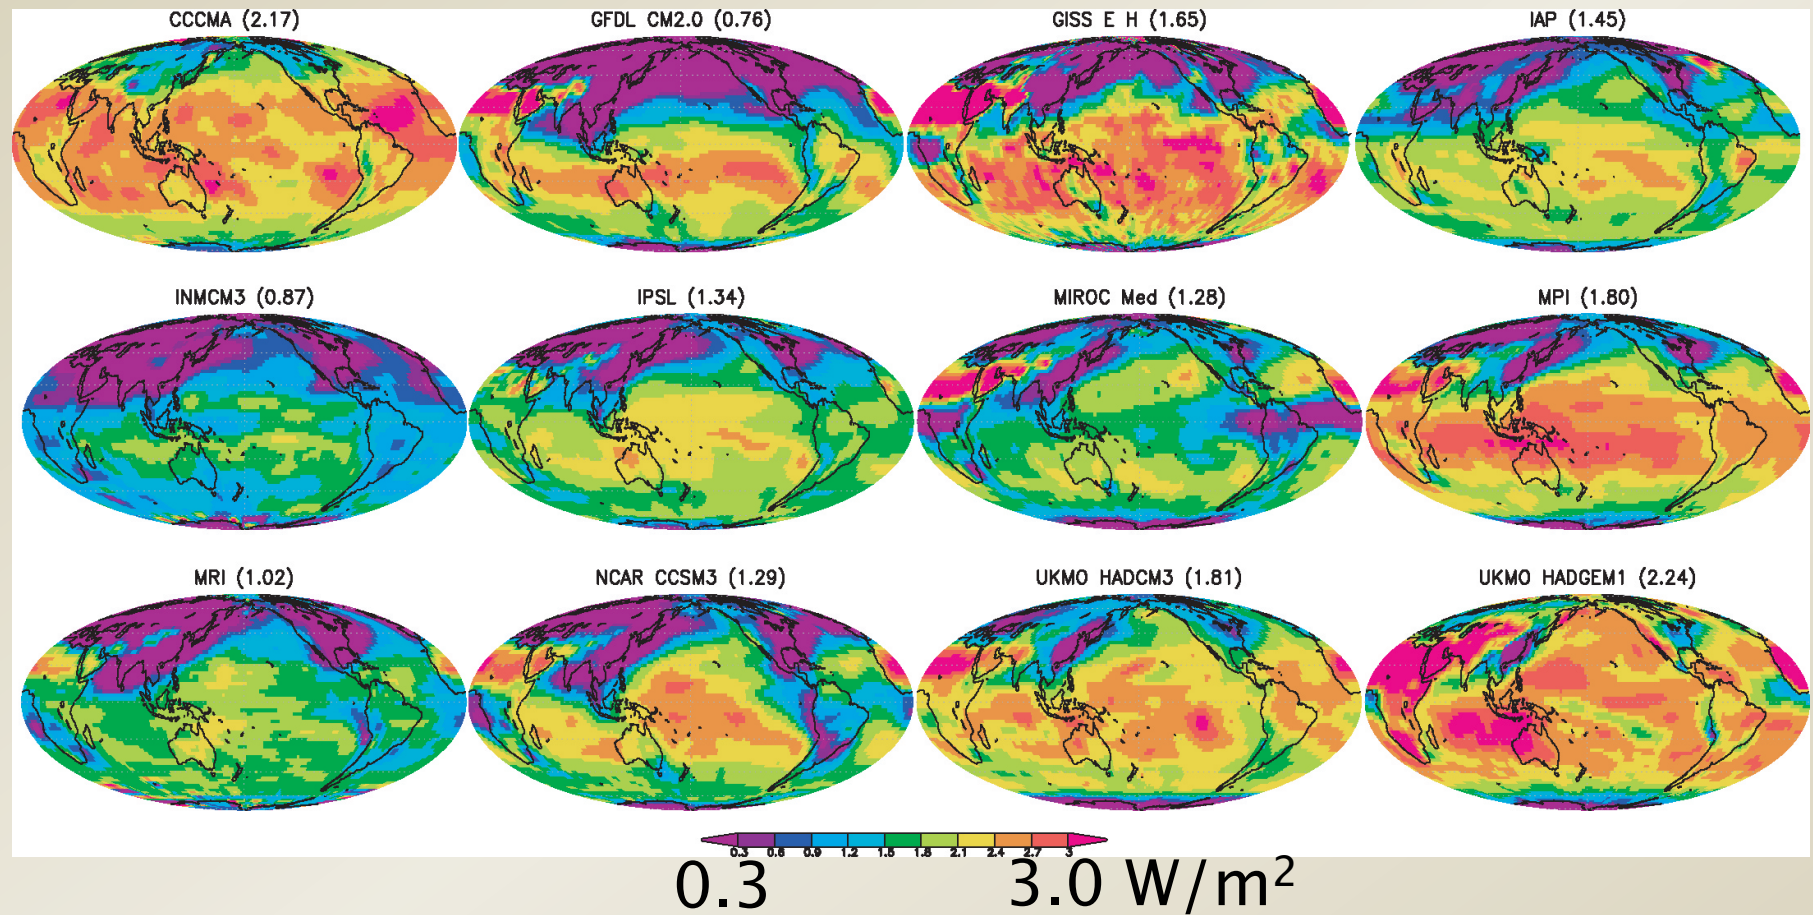 CCCMA (2.17)
GFDL CM2.0 (0.76)
GISS E H (1.65)
IAP (1.45)
INMCM3 (0.87)
IPSL (1.34)
MIROC Med (1.28)
MPI (1.80)
MRI (1.02)
NCAR CCSM3 (1.29)
UKMO HADCM3 (1.81)
UKMO HADGEM1 (2.24)
0.3 0.6 0.9 1.2 1.5 1.8 2.1 2.4 2.7 3
0.3 3.0 W/m²